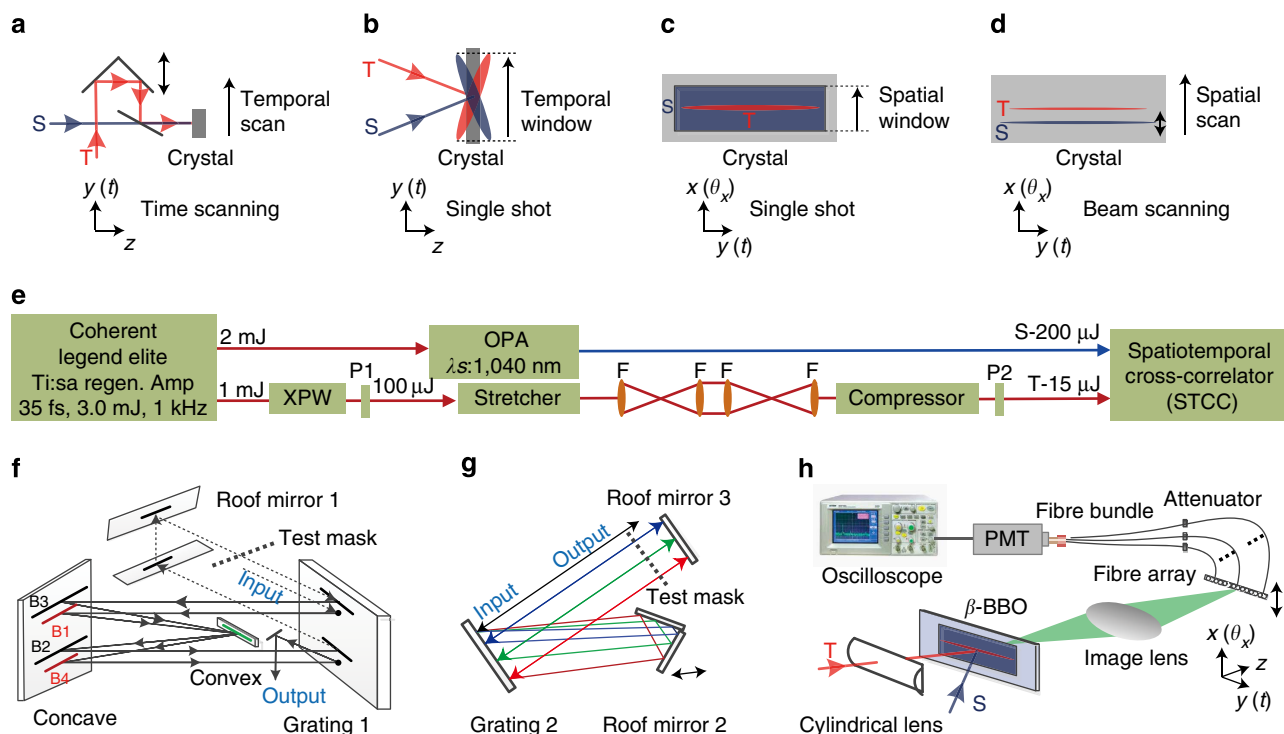 a
S
T
Temporal
scan
Crystal
y (t)
z
Time scanning
b
T
S
Temporal
window
Crystal
y (t)
z
Single shot
c
S
T
Spatial
window
Crystal
x (θx)
y (t)
Single shot
d
T
S
Spatial
scan
Crystal
x (θx)
y (t)
Beam scanning
e
Coherent
legend elite
Ti:sa regen. Amp
35 fs, 3.0 mJ, 1 kHz
2 mJ
OPA
λs:1,040 nm
S-200 μJ
1 mJ
XPW
P1
100 μJ
Stretcher
F
F
F
F
Compressor
P2
T-15 μJ
Spatiotemporal
cross-correlator
(STCC)
f
Roof mirror 1
Test mask
Input
B3
B1
B2
B4
Convex
Output
Concave
Grating 1
g
Roof mirror 3
Output
Input
Test mask
Grating 2
Roof mirror 2
h
Oscilloscope
PMT
Fibre bundle
Attenuator
Fibre array
β-BBO
T
S
Image lens
Cylindrical lens
x (θx)
z
y (t)